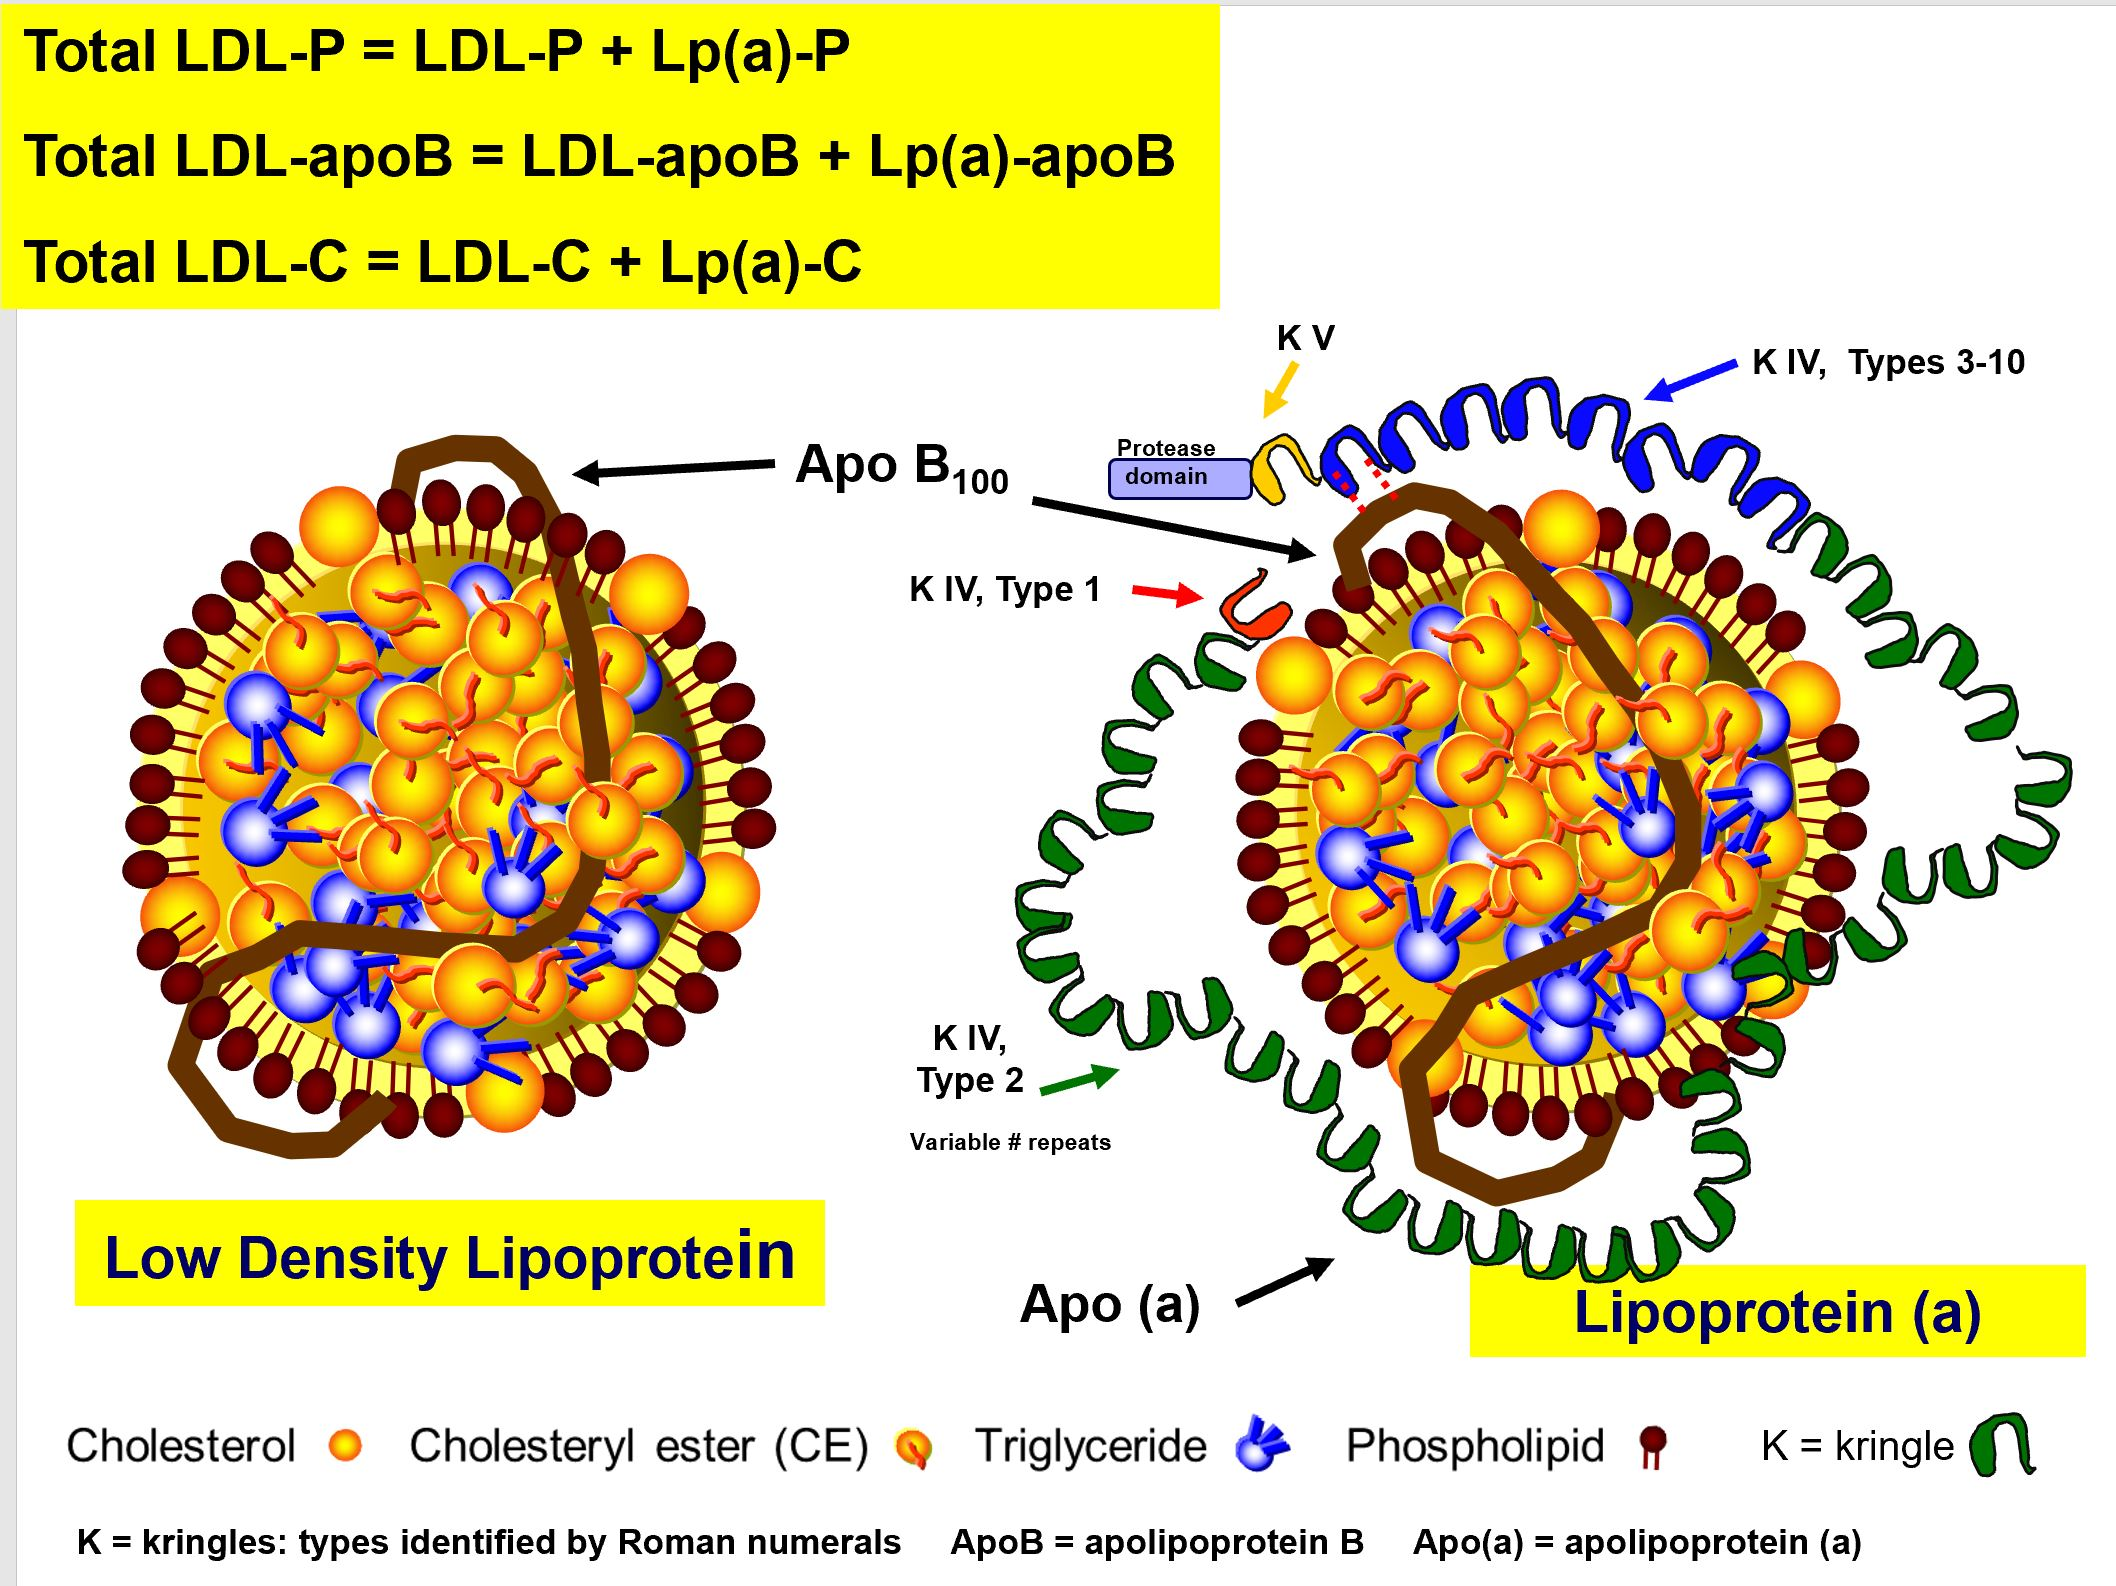 Total LDL-P = LDL-P + Lp(a)-P
Total LDL-apoB = LDL-apoB + Lp(a)-apoB
Total LDL-C = LDL-C + Lp(a)-C
K V
K IV, Types 3-10
Protease
domain
Apo B100
K IV, Type 1
K IV,
Type 2
Variable # repeats
Low Density Lipoprotein
Apo (a)
Lipoprotein (a)
Cholesterol Cholesteryl ester (CE) Triglyceride Phospholipid K = kringle
K = kringles: types identified by Roman numerals ApoB = apolipoprotein B Apo(a) = apolipoprotein (a)